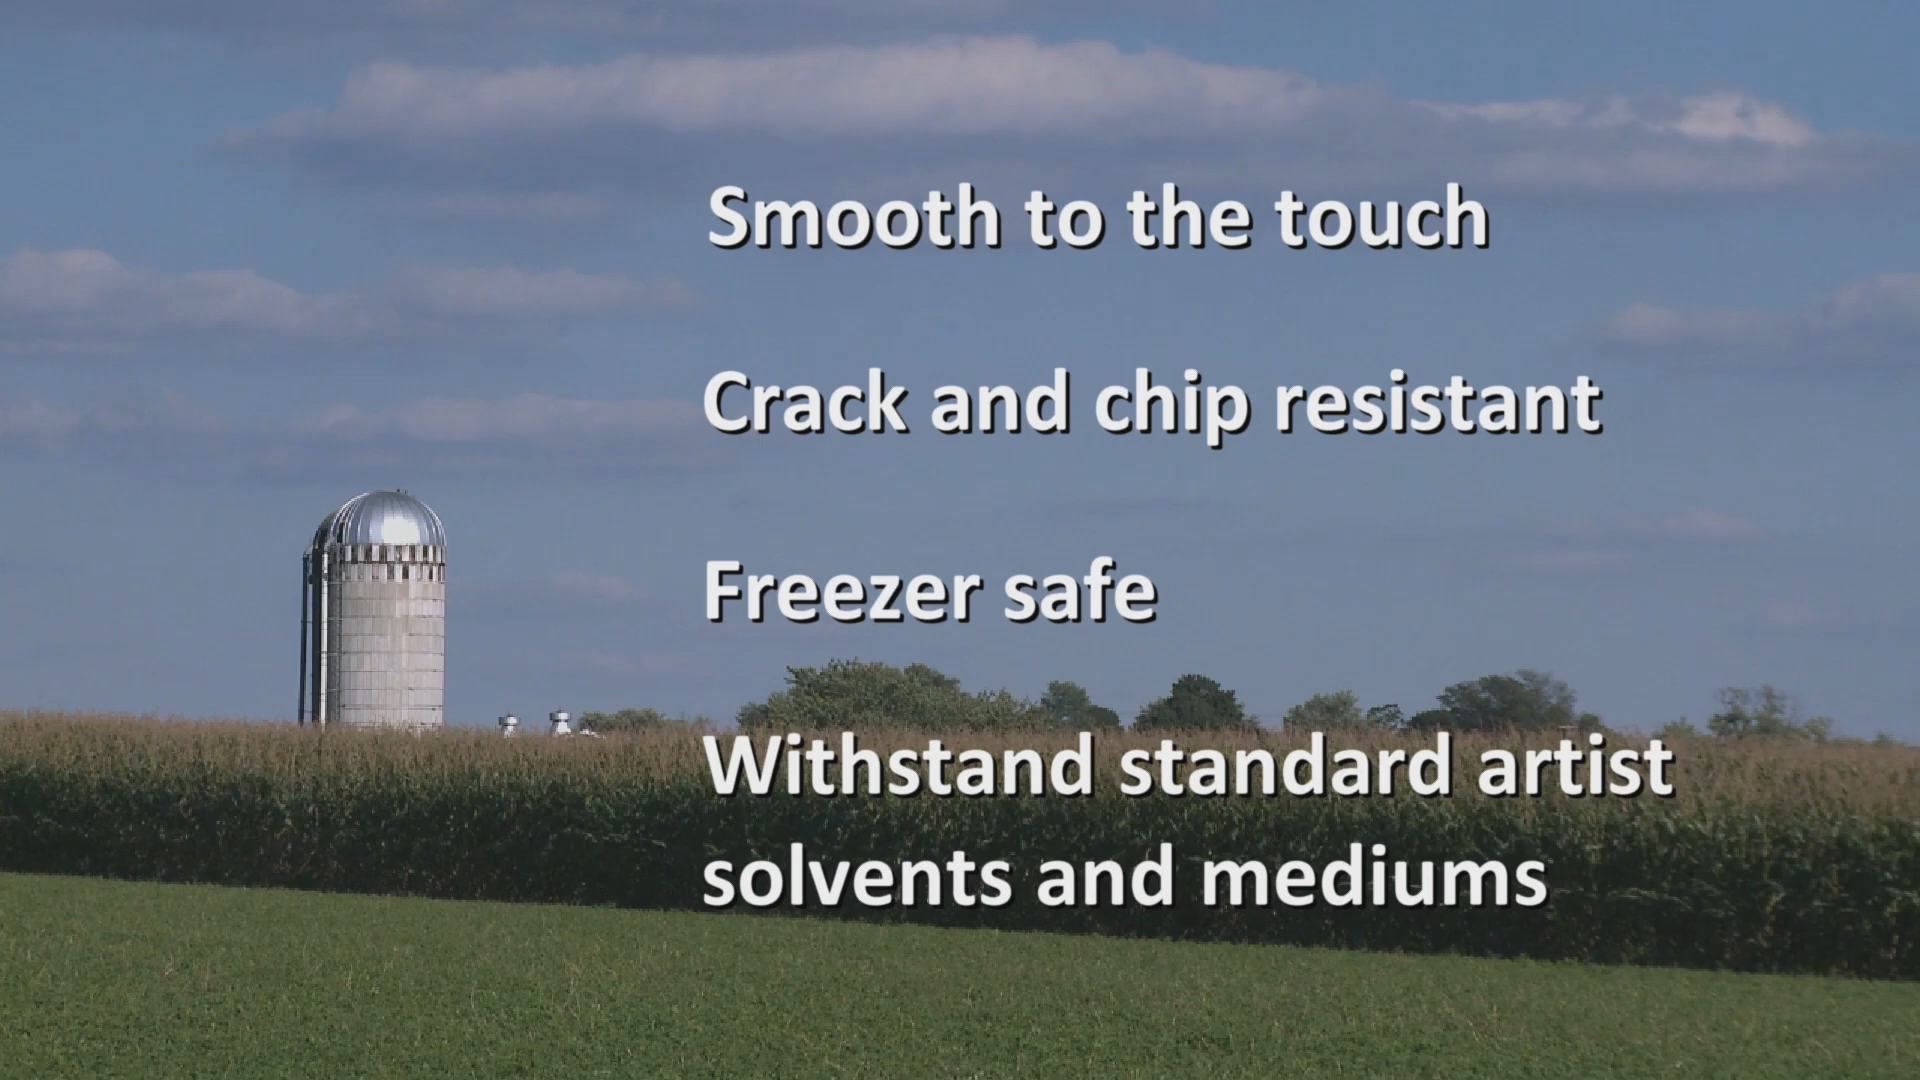 Smooth to the touch
Crack and chip resistant
Freezer safe
Withstand standard artist
solvents and mediums